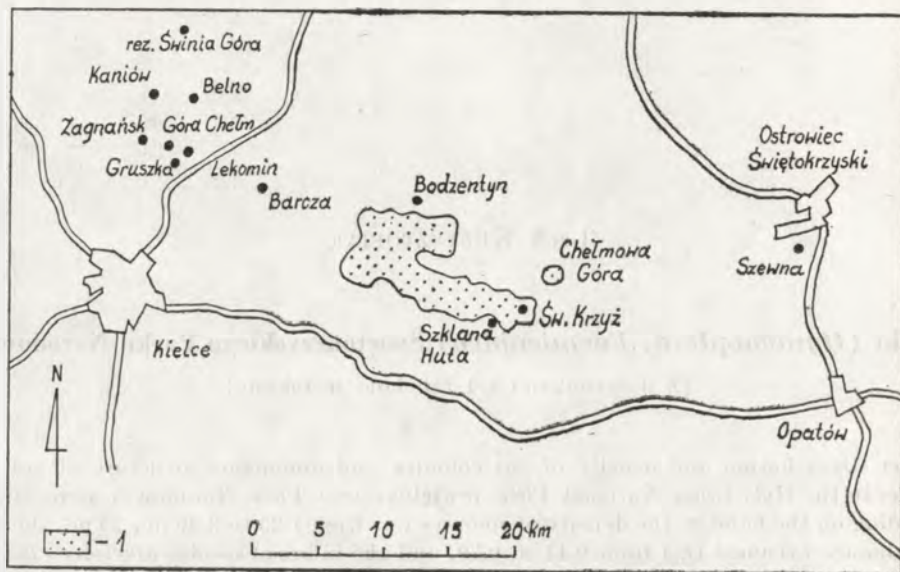 rez. Świnia Góra
Kaniów
Belno
Zagnańsk
Góra Chełm
Gruszka
Lekomin
Barcza
Bodzentyn
Ostrowiec
Świętokrzyski
Chełmowa
Góra
Szewna
Św. Krzyż
Szklana
Huta
Kielce
N
Opatów
0 5 10 15 20 km
- 1